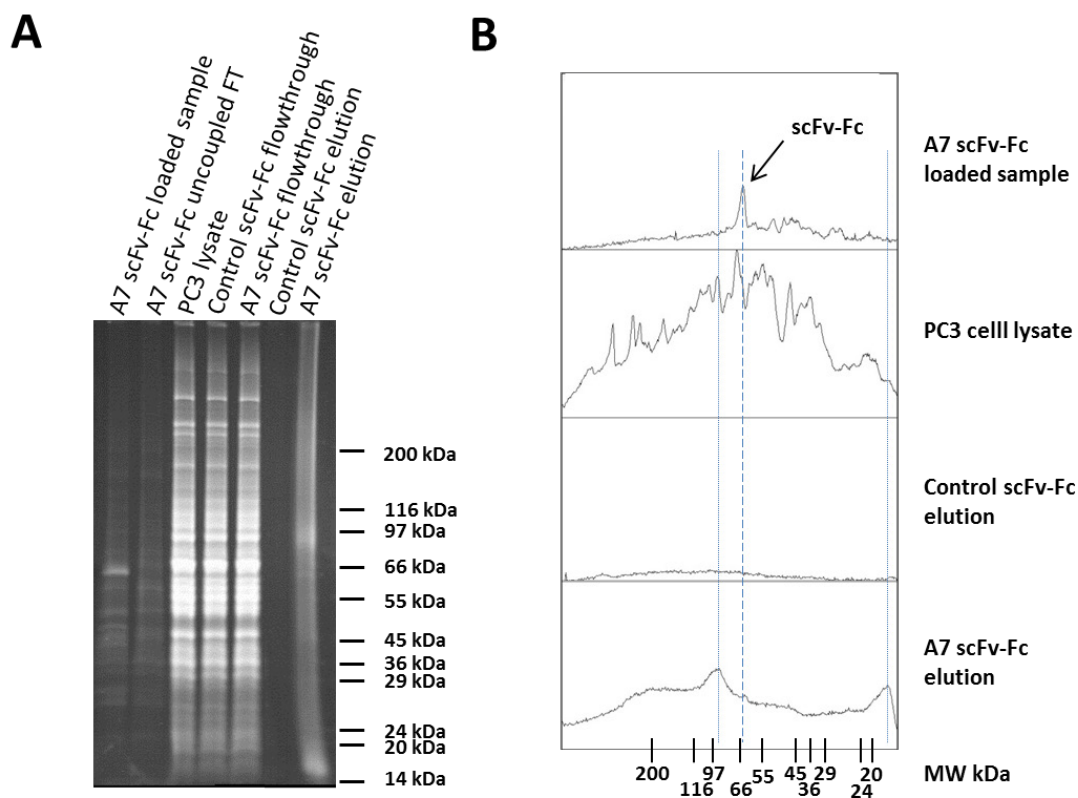 A
A7 scFv-Fc loaded sample
A7 scFv-Fc uncoupled FT
PC3 lysate
Control scFv-Fc flowthrough
A7 scFv-Fc flowthrough
Control scFv-Fc elution
A7 scFv-Fc elution
200 kDa
116 kDa
97 kDa
66 kDa
55 kDa
45 kDa
36 kDa
29 kDa
24 kDa
20 kDa
14 kDa
B
scFv-Fc
A7 scFv-Fc
loaded sample
PC3 celll lysate
Control scFv-Fc
elution
A7 scFv-Fc
elution
200 116 97 66 55 45 36 29 24 20
MW kDa